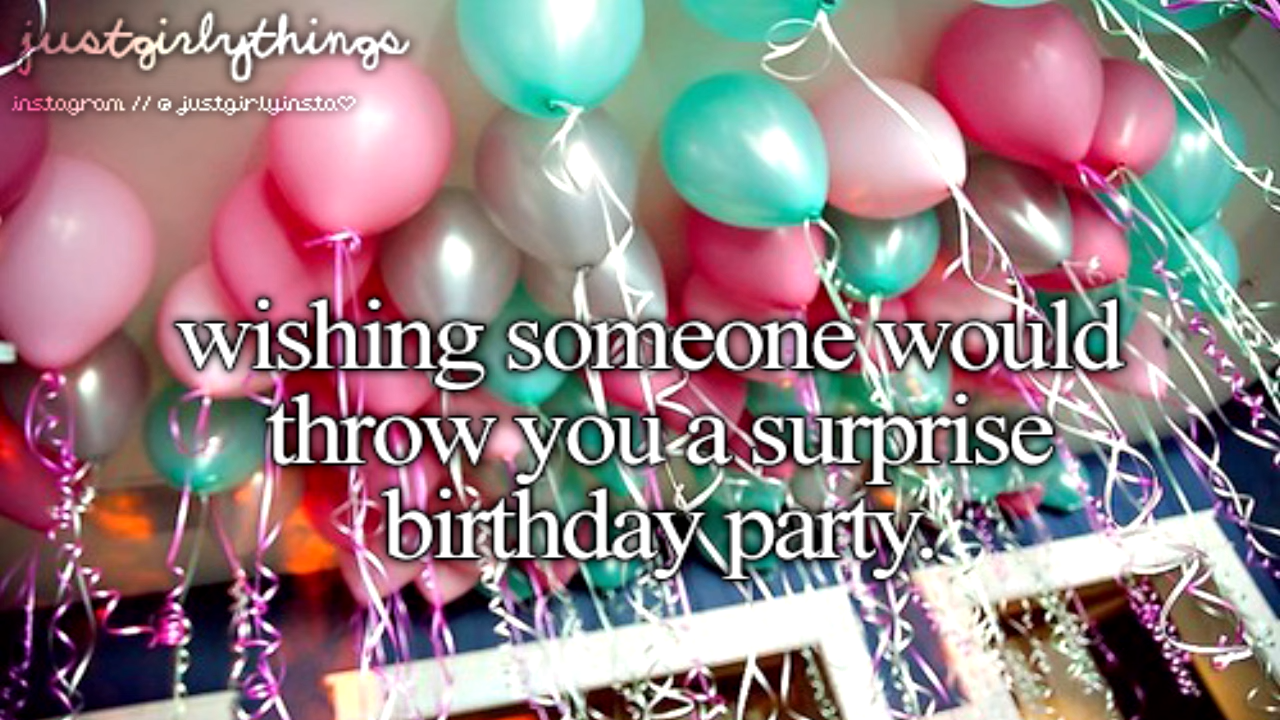 justgirlythings
instagram // @ justgirlyinsta♡
wishing someone would
throw you a surprise
birthday party.